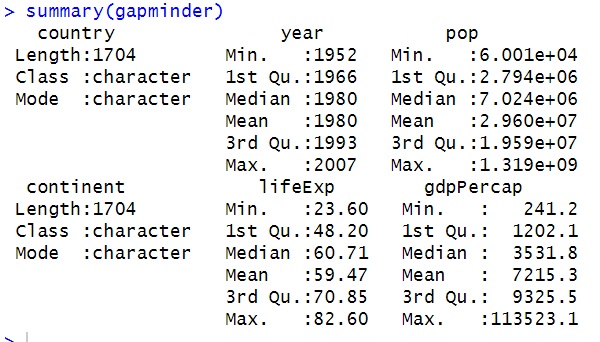 > summary(gapminder)
   country               year           pop
 Length:1704        Min.   :1952   Min.   :6.001e+04
 Class :character   1st Qu.:1966   1st Qu.:2.794e+06
 Mode  :character   Median :1980   Median :7.024e+06
                    Mean   :1980   Mean   :2.960e+07
                    3rd Qu.:1993   3rd Qu.:1.959e+07
                    Max.   :2007   Max.   :1.319e+09
  continent            lifeExp        gdpPercap
 Length:1704        Min.   :23.60   Min.   :   241.2
 Class :character   1st Qu.:48.20   1st Qu.:  1202.1
 Mode  :character   Median :60.71   Median :  3531.8
                    Mean   :59.47   Mean   :  7215.3
                    3rd Qu.:70.85   3rd Qu.:  9325.5
                    Max.   :82.60   Max.   :113523.1
>